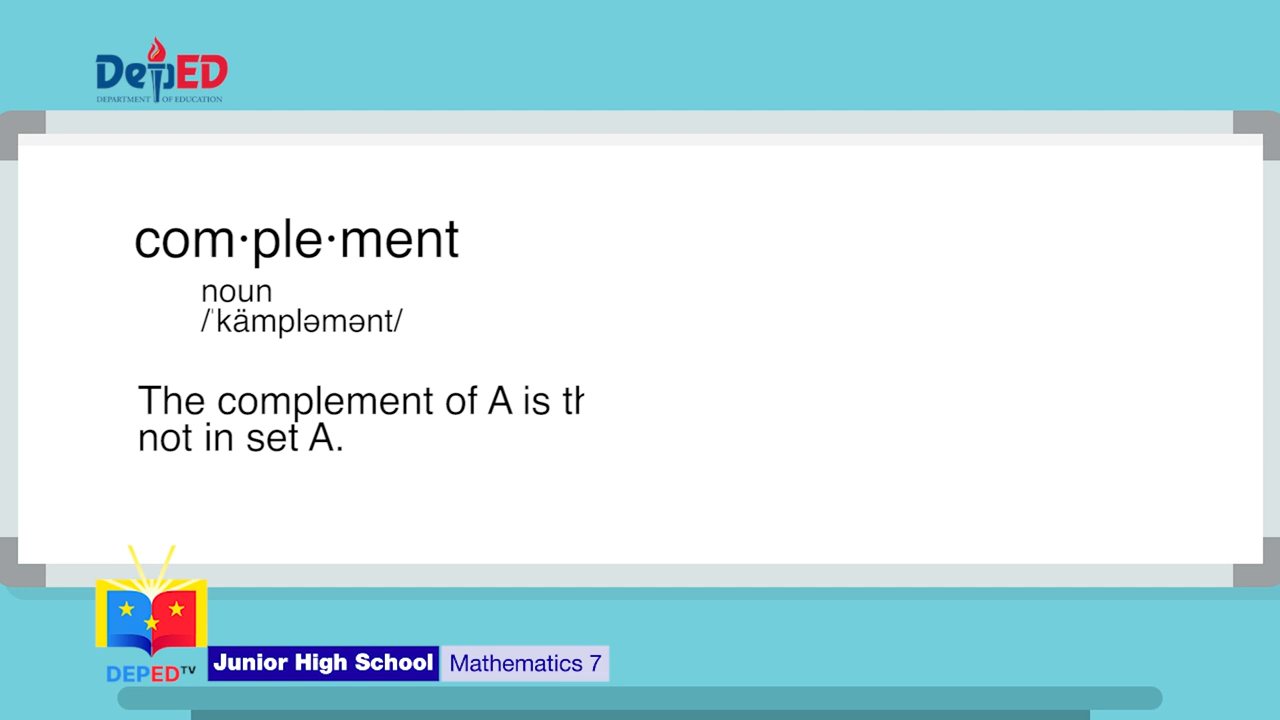 DepED
DEPARTMENT OF EDUCATION
com·ple·ment
noun
/ˈkämpləmənt/
The complement of A is
not in set A.
DEPED TV
Junior High School
Mathematics 7